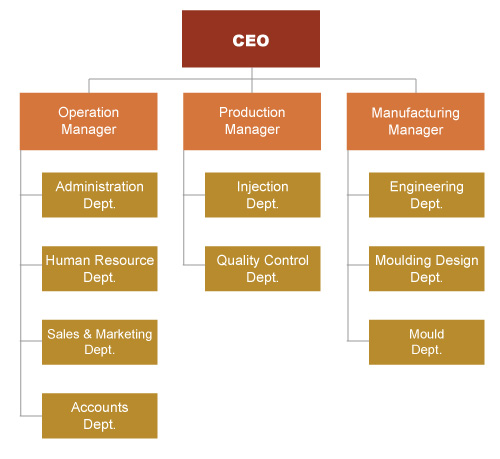 CEO
Operation
Manager
Production
Manager
Manufacturing
Manager
Administration
Dept.
Human Resource
Dept.
Sales & Marketing
Dept.
Accounts
Dept.
Injection
Dept.
Quality Control
Dept.
Engineering
Dept.
Moulding Design
Dept.
Mould
Dept.